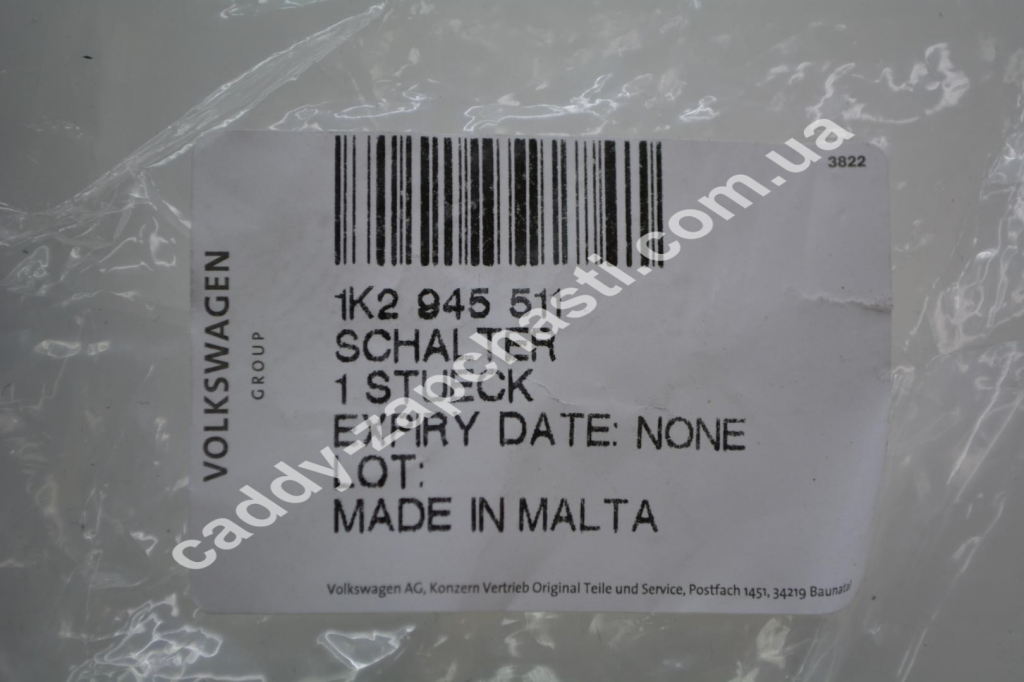 3822
VOLKSWAGEN
GROUP
1K2 945 511
SCHALTER
1 STUECK
EXPIRY DATE: NONE
LOT:
MADE IN MALTA
Volkswagen AG, Konzern Vertrieb Original Teile und Service, Postfach 1451, 34219 Baunatal
caddy-zapchasti.com.ua